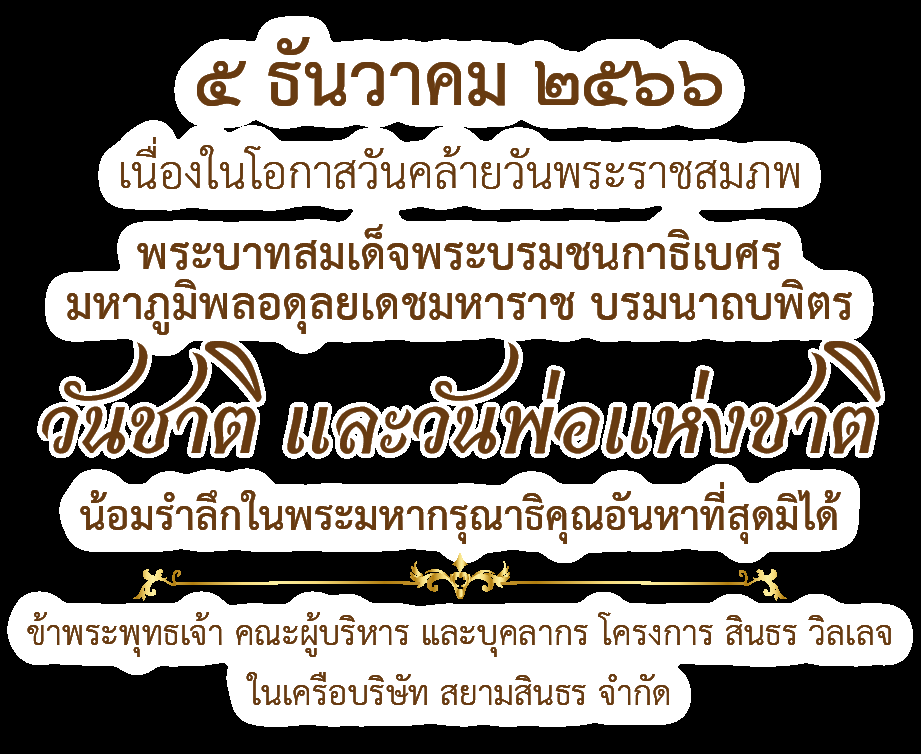 ๕ ธันวาคม ๒๕๖๖
เนื่องในโอกาสวันคล้ายวันพระราชสมภพ
พระบาทสมเด็จพระบรมชนกาธิเบศร
มหาภูมิพลอดุลยเดชมหาราช บรมนาถบพิตร
วันชาติ และวันพ่อแห่งชาติ
น้อมรำลึกในพระมหากรุณาธิคุณอันหาที่สุดมิได้
ข้าพระพุทธเจ้า คณะผู้บริหาร และบุคลากร โครงการ สินธร วิลเลจ
ในเครือบริษัท สยามสินธร จำกัด